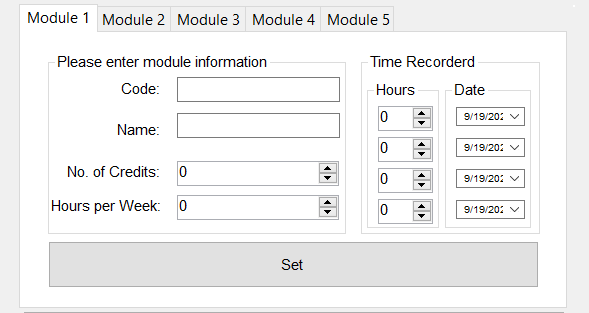 Module 1 Module 2 Module 3 Module 4 Module 5
Please enter module information
Code:
Name:
No. of Credits: 0
Hours per Week: 0
Time Recorderd
Hours
0
0
0
0
Date
9/19/202
9/19/202
9/19/202
9/19/202
Set